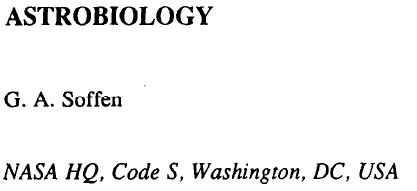 ASTROBIOLOGY
G. A. Soffen
NASA HQ, Code S, Washington, DC, USA